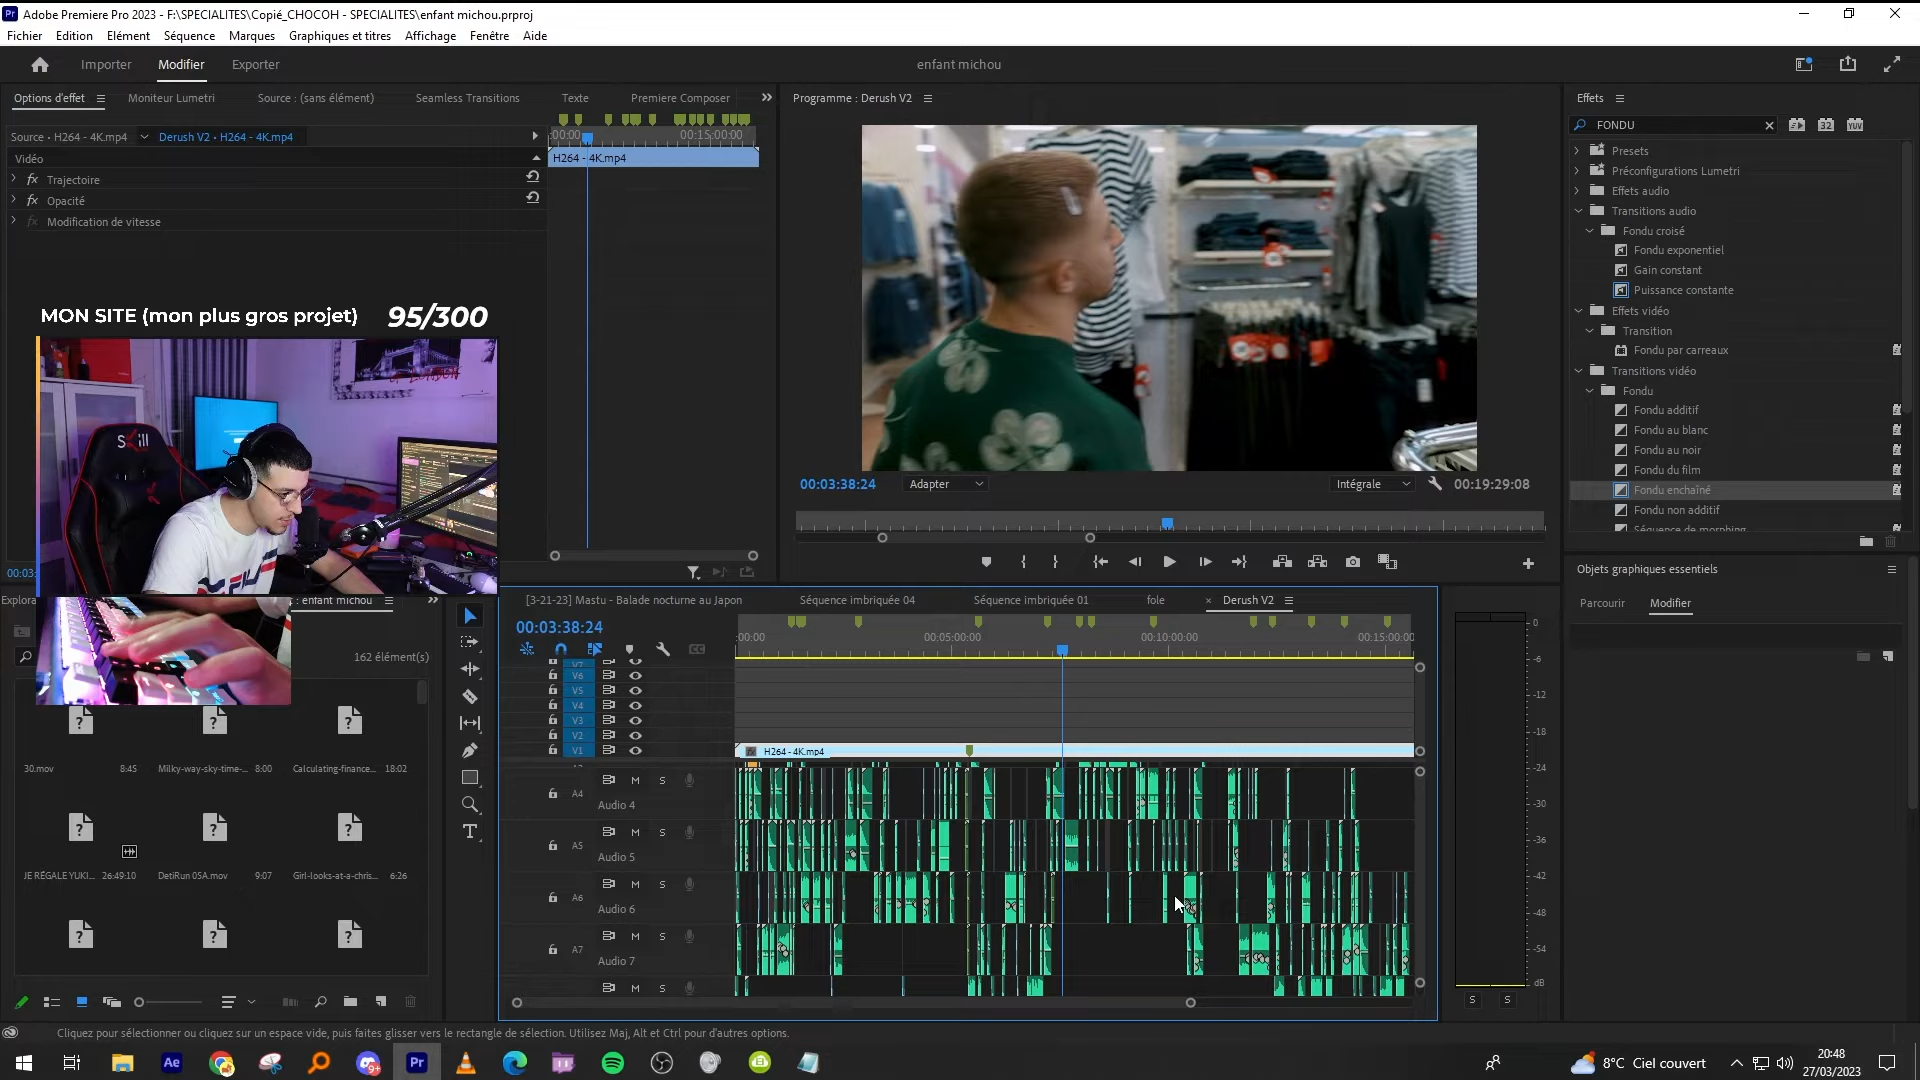 Adobe Premiere Pro 2023 - F:\SPECIALITES\Copié_CHOCOH - SPECIALITES\enfant michou.prproj
Fichier Edition Elément Séquence Marques Graphiques et titres Affichage Fenêtre Aide
Importer Modifier Exporter
enfant michou
Options d'effet Moniteur Lumetri Source : (sans élément) Seamless Transitions Texte Premiere Composer
Source • H264 - 4K.mp4 Derush V2 • H264 - 4K.mp4
:00:00 00:15:00:00
Vidéo
H264 - 4K.mp4
fx Trajectoire
fx Opacité
fx Modification de vitesse
MON SITE (mon plus gros projet) 95/300
00:03:
Programme : Derush V2
00:03:38:24 Adapter Intégrale 00:19:29:08
Effets
FONDU
32 YUV
Presets
Préconfigurations Lumetri
Effets audio
Transitions audio
Fondu croisé
Fondu exponentiel
Gain constant
Puissance constante
Effets vidéo
Transition
Fondu par carreaux
Transitions vidéo
Fondu
Fondu additif
Fondu au blanc
Fondu au noir
Fondu du film
Fondu enchaîné
Fondu non additif
Séquence de morphing
Objets graphiques essentiels
Parcourir Modifier
Explora
: enfant michou
162 élément(s)
30.mov 8:45
Milky-way-sky-time-... 8:00
Calculating-finance... 18:02
JE RÉGALE YUKI... 26:49:10
DetiRun OSA.mov 9:07
Girl-looks-at-a-chris... 6:26
[3-21-23] Mastu - Balade nocturne au Japon Séquence imbriquée 04 Séquence imbriquée 01 fole Derush V2
00:03:38:24
:00:00 00:05:00:00 00:10:00:00 00:15:00:00
V7
V6
V5
V4
V3
V2
V1
H264 - 4K.mp4
A4 M S
Audio 4
A5 M S
Audio 5
A6 M S
Audio 6
A7 M S
Audio 7
M S
0
-6
-12
-18
-24
-30
-36
-42
-48
-54
dB
S S
Cliquez pour sélectionner ou cliquez sur un espace vide, puis faites glisser vers le rectangle de sélection. Utilisez Maj, Alt et Ctrl pour d'autres options.
Ae
Pr
9+
8°C Ciel couvert
20:48
27/03/2023